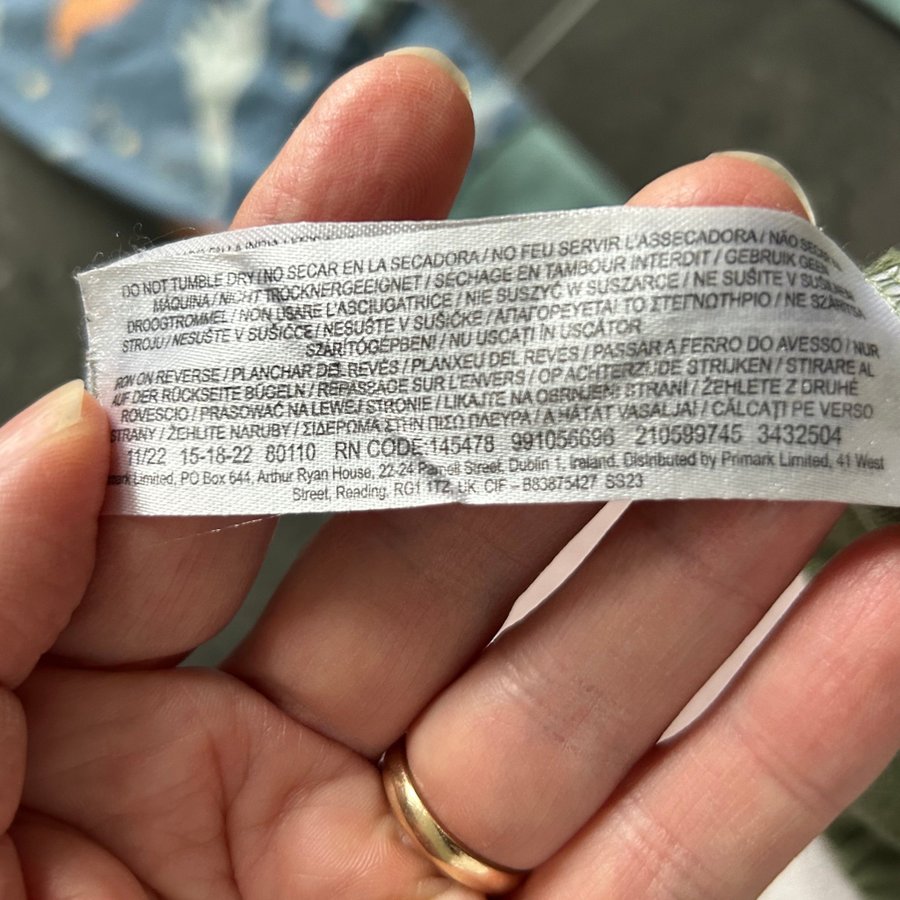 DO NOT TUMBLE DRY / NO SECAR EN LA SECADORA / NO FEU SERVIR L'ASSECADORA / NÃO SECAR
MÁQUINA / NICHT TROCKNERGEEIGNET / SÉCHAGE EN TAMBOUR INTERDIT / GEBRUIK GEEN
DROOGTROMMEL / NON USARE L'ASCIUGATRICE / NIE SUSZYĆ W SUSZARCE / NE SUŠITE V SUŠILNEM
STROJU / NESUŠTE V SUŠIČCE / NESUŠTE V SUŠIČKE / ΑΠΑΓΟΡΕΥΕΤΑΙ ΤΟ ΣΤΕΓΝΩΤΗΡΙΟ / NE SZÁRÍTSA
SZÁRÍTÓGÉPBEN! / NU USCAȚI ÎN USCĂTOR
IRON ON REVERSE / PLANCHAR DEL REVÉS / PLANXEU DEL REVÉS / PASSAR A FERRO DO AVESSO / NUR
AUF DER RÜCKSEITE BÜGELN / REPASSAGE SUR L'ENVERS / OP ACHTERZIJDE STRIJKEN / STIRARE AL
ROVESCIO / PRASOWAĆ NA LEWEJ STRONIE / LIKAJTE NA OBRNJENI STRANI / ŽEHLETE Z DRUHÉ
STRANY / ŽEHLITE NARUBY / ΣΙΔΕΡΩΜΑ ΣΤΗΝ ΠΙΣΩ ΠΛΕΥΡΑ / A HÁTÁT VASALJA! / CĂLCAȚI PE VERSO
11/22 15-18-22 80110 RN CODE 145478 991056696 210599745 3432504
Limited, PO Box 644, Arthur Ryan House, 22-24 Parnell Street, Dublin 1, Ireland. Distributed by Primark Limited, 41 West
Street, Reading, RG1 1TZ, UK. CIF - B83875427 SS23